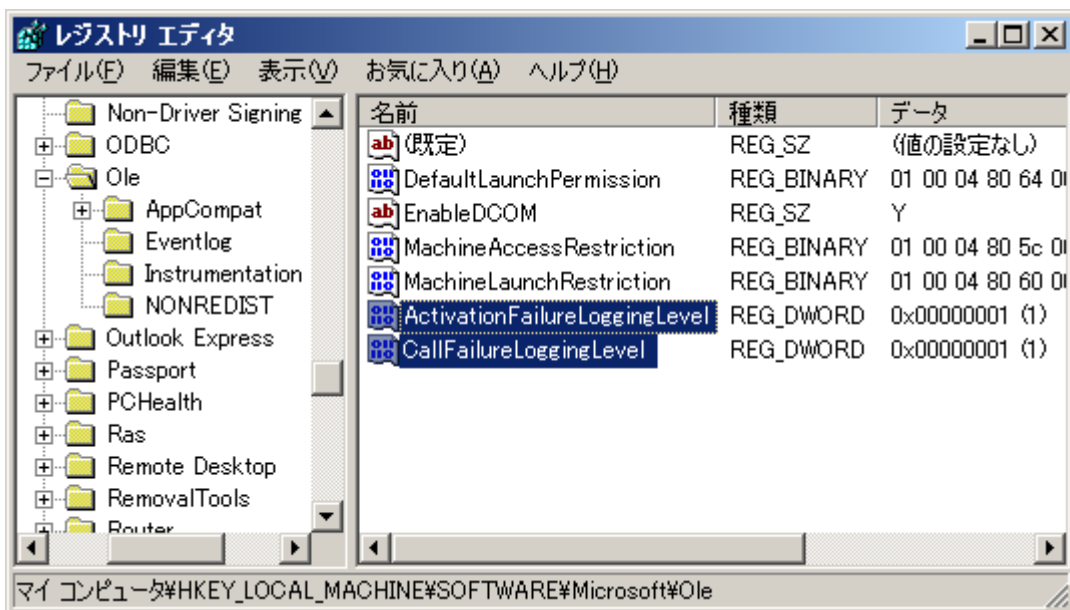 レジストリ エディタ
ファイル(F) 編集(E) 表示(V) お気に入り(A) ヘルプ(H)
Non-Driver Signing
ODBC
Ole
AppCompat
Eventlog
Instrumentation
NONREDIST
Outlook Express
Passport
PCHealth
Ras
Remote Desktop
RemovalTools
Router
名前 種類 データ
(既定) REG_SZ (値の設定なし)
DefaultLaunchPermission REG_BINARY 01 00 04 80 64
EnableDCOM REG_SZ Y
MachineAccessRestriction REG_BINARY 01 00 04 80 5c
MachineLaunchRestriction REG_BINARY 01 00 04 80 60
ActivationFailureLoggingLevel REG_DWORD 0x00000001 (1)
CallFailureLoggingLevel REG_DWORD 0x00000001 (1)
マイ コンピュータ¥HKEY_LOCAL_MACHINE¥SOFTWARE¥Microsoft¥Ole